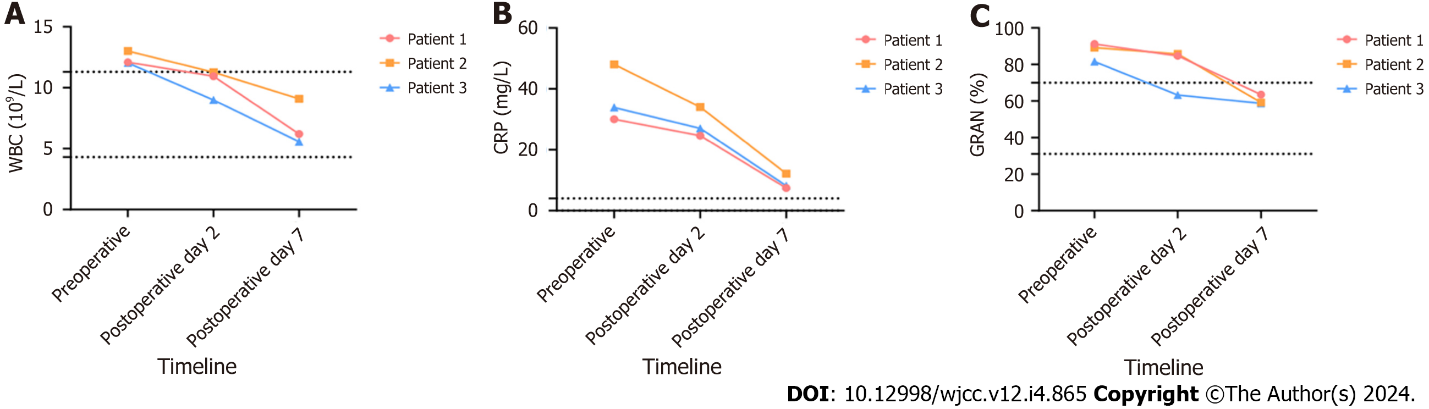 A
WBC (10⁹/L)
15
10
5
0
Preoperative
Postoperative day 2
Postoperative day 7
Timeline
Patient 1
Patient 2
Patient 3
B
CRP (mg/L)
60
40
20
0
Preoperative
Postoperative day 2
Postoperative day 7
Timeline
Patient 1
Patient 2
Patient 3
C
GRAN (%)
100
80
60
40
20
0
Preoperative
Postoperative day 2
Postoperative day 7
Timeline
Patient 1
Patient 2
Patient 3
DOI: 10.12998/wjcc.v12.i4.865 Copyright ©The Author(s) 2024.